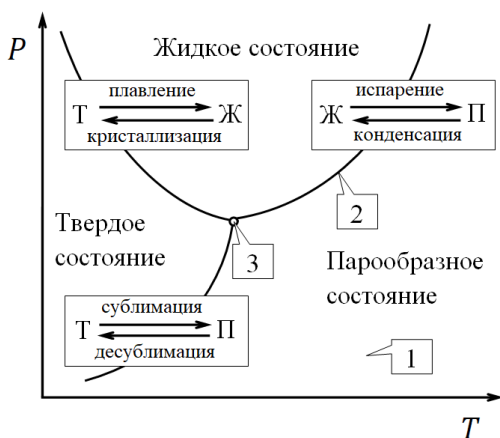 P
Жидкое состояние
плавление
Т Ж
кристаллизация
испарение
Ж П
конденсация
2
Твердое
состояние
3
Парообразное
состояние
сублимация
Т П
десублимация
1
T